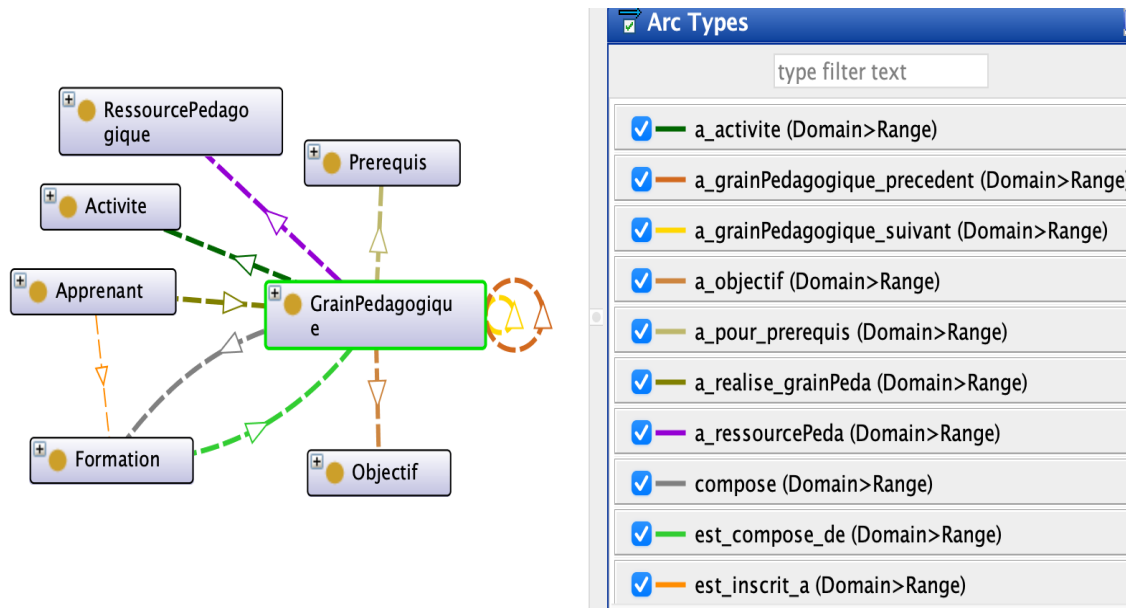 RessourcePedago
gique
Prerequis
Activite
Apprenant
GrainPedagogiqu
e
Formation
Objectif
Arc Types
type filter text
a_activite (Domain>Range)
a_grainPedagogique_precedent (Domain>Range)
a_grainPedagogique_suivant (Domain>Range)
a_objectif (Domain>Range)
a_pour_prerequis (Domain>Range)
a_realise_grainPeda (Domain>Range)
a_ressourcePeda (Domain>Range)
compose (Domain>Range)
est_compose_de (Domain>Range)
est_inscrit_a (Domain>Range)